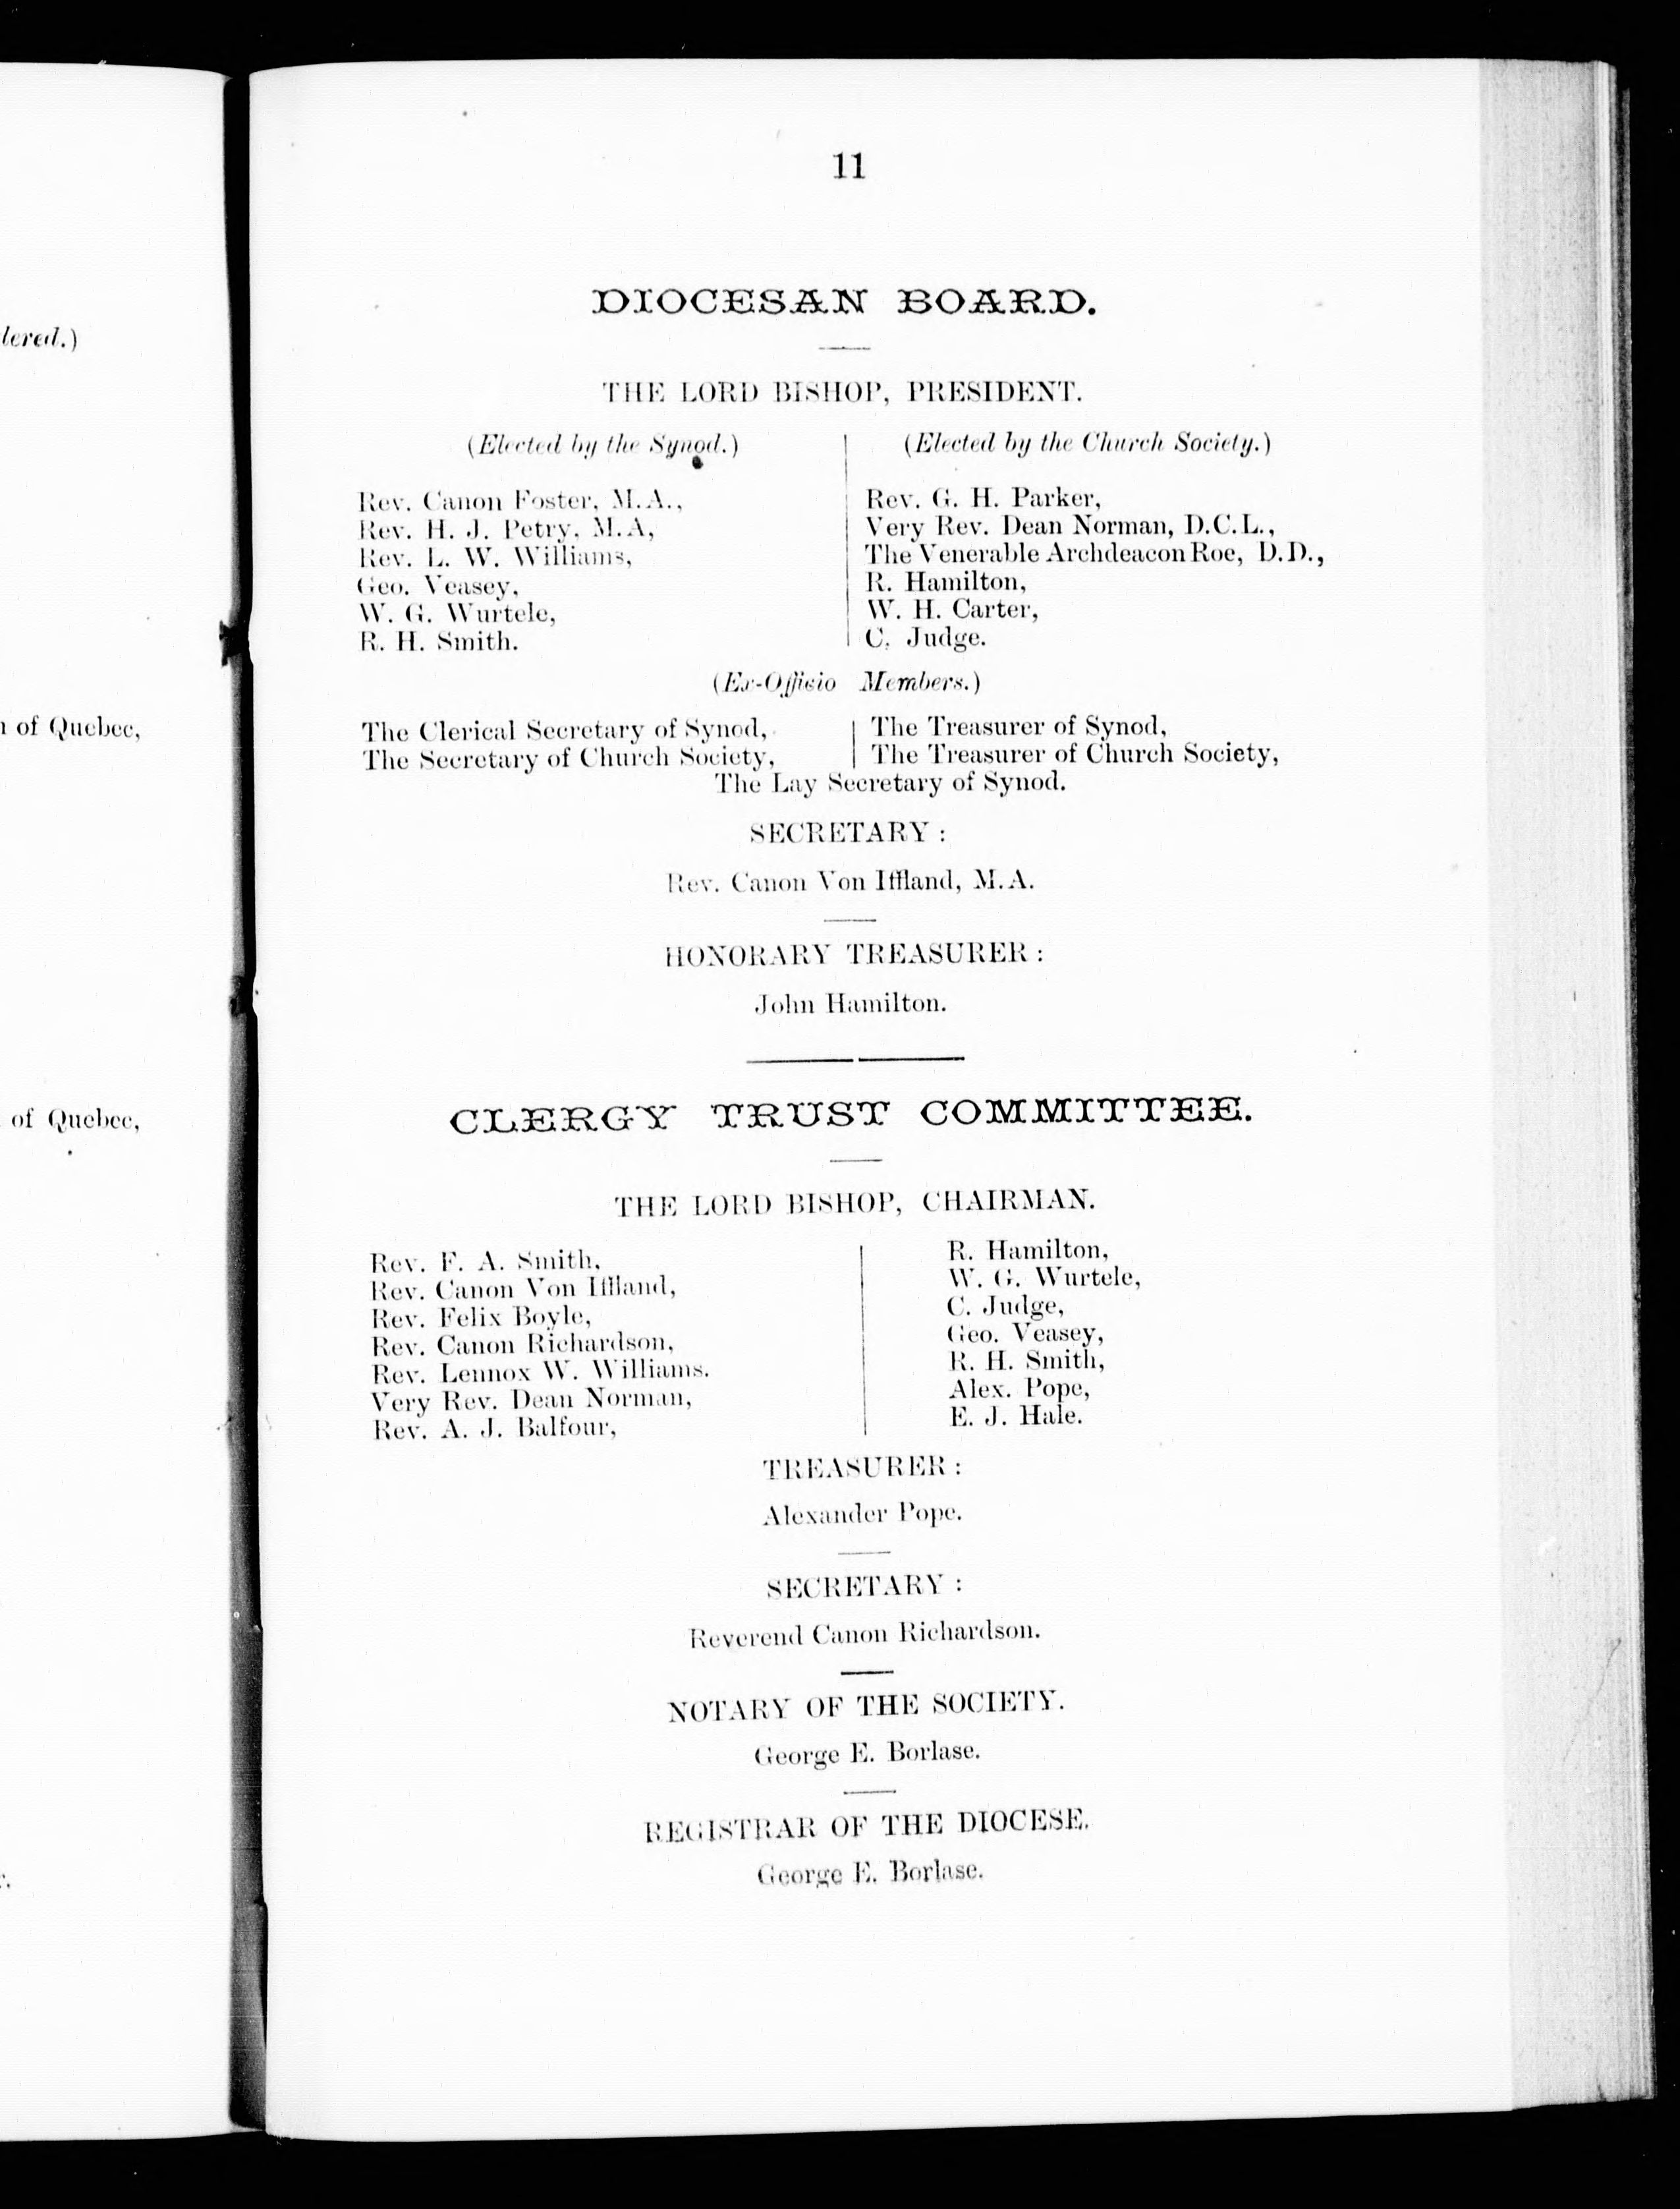 lered.)
of Quebec,
of Quebec,
11
DIOCESAN BOARD.
THE LORD BISHOP, PRESIDENT.
(Elected by the Synod.)
Rev. Canon Foster, M.A.,
Rev. H. J. Petry, M.A,
Rev. L. W. Williams,
Geo. Veasey,
W. G. Wurtele,
R. H. Smith.
(Elected by the Church Society.)
Rev. G. H. Parker,
Very Rev. Dean Norman, D.C.L.,
The Venerable Archdeacon Roe, D.D.,
R. Hamilton,
W. H. Carter,
C. Judge.
(Ex-Officio Members.)
The Clerical Secretary of Synod,
The Secretary of Church Society,
The Treasurer of Synod,
The Treasurer of Church Society,
The Lay Secretary of Synod.
SECRETARY :
Rev. Canon Von Iffland, M.A.
HONORARY TREASURER :
John Hamilton.
CLERGY TRUST COMMITTEE.
THE LORD BISHOP, CHAIRMAN.
Rev. F. A. Smith,
Rev. Canon Von Iffland,
Rev. Felix Boyle,
Rev. Canon Richardson,
Rev. Lennox W. Williams.
Very Rev. Dean Norman,
Rev. A. J. Balfour,
R. Hamilton,
W. G. Wurtele,
C. Judge,
Geo. Veasey,
R. H. Smith,
Alex. Pope,
E. J. Hale.
TREASURER :
Alexander Pope.
SECRETARY :
Reverend Canon Richardson.
NOTARY OF THE SOCIETY.
George E. Borlase.
REGISTRAR OF THE DIOCESE.
George E. Borlase.